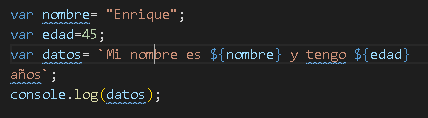 var nombre= "Enrique";
var edad=45;
var datos= `Mi nombre es ${nombre} y tengo ${edad}
años`;
console.log(datos);